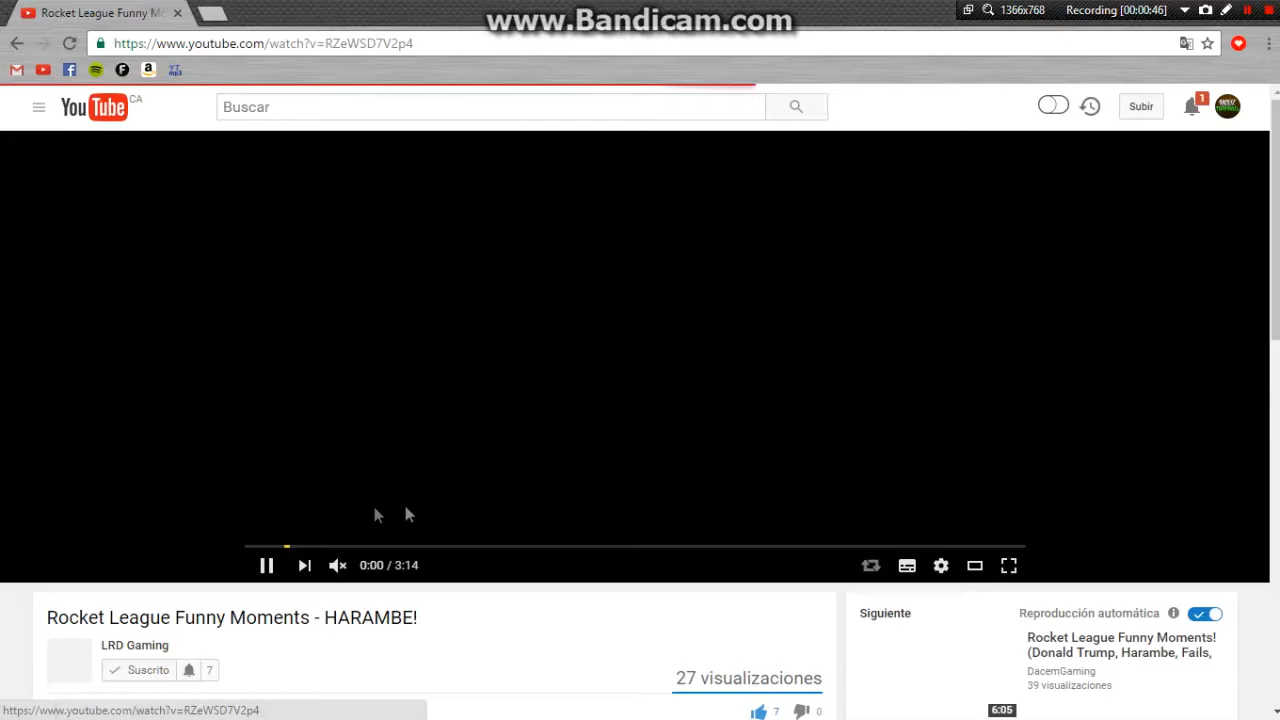 Rocket League Funny Mo
www.Bandicam.com
1366x768
Recording [00:00:46]
https://www.youtube.com/watch?v=RZeWSD7V2p4
YT mp3
YouTube CA
Buscar
Subir
1
0:00 / 3:14
Rocket League Funny Moments - HARAMBE!
LRD Gaming
Suscrito
7
27 visualizaciones
7
0
Siguiente
Reproducción automática
Rocket League Funny Moments!
(Donald Trump, Harambe, Fails,
DacemGaming
39 visualizaciones
6:05
https://www.youtube.com/watch?v=RZeWSD7V2p4